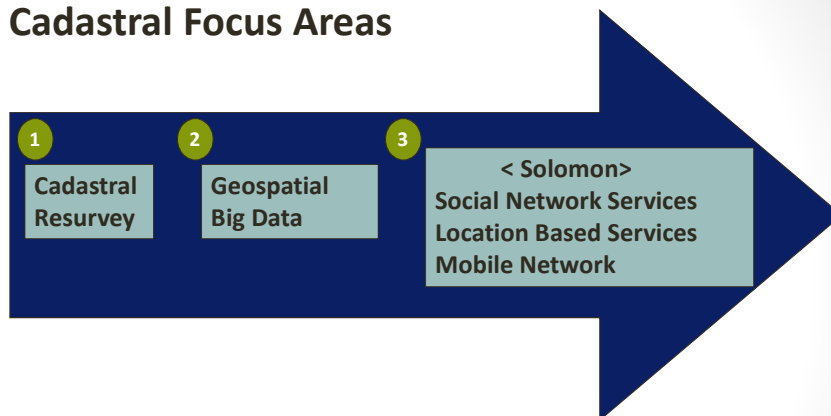 Cadastral Focus Areas
1
Cadastral
Resurvey
2
Geospatial
Big Data
3
< Solomon>
Social Network Services
Location Based Services
Mobile Network